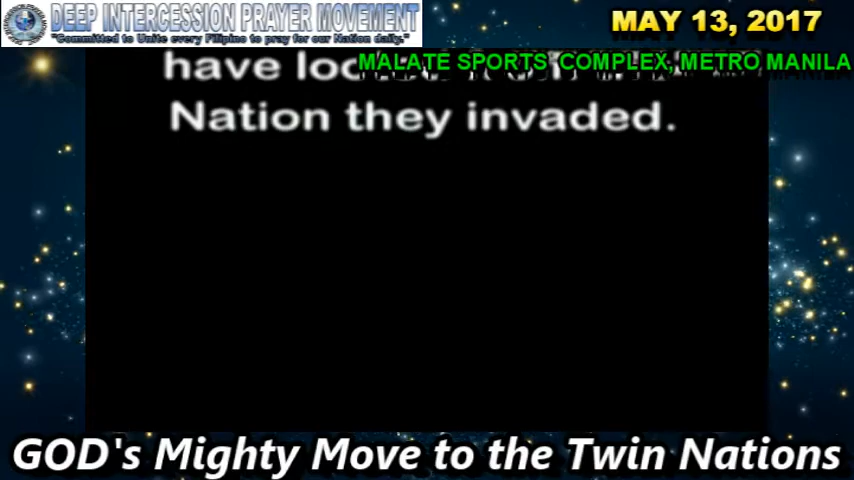 DEEP INTERCESSION PRAYER MOVEMENT
"Committed to Unite every Filipino to pray for our Nation daily."
MAY 13, 2017
MALATE SPORTS COMPLEX, METRO MANILA
have
Nation they invaded.
GOD's Mighty Move to the Twin Nations